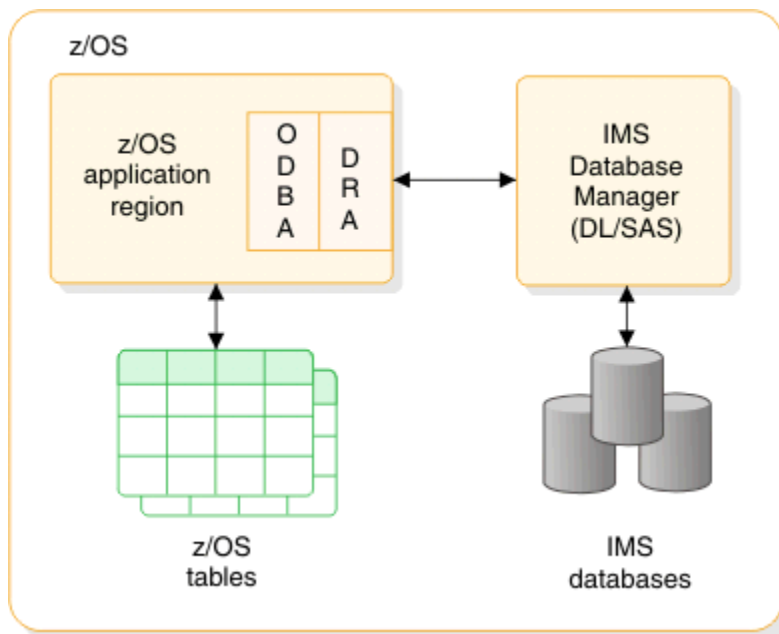 z/OS
z/OS
application
region
O
D
B
A
D
R
A
IMS
Database
Manager
(DL/SAS)
z/OS
tables
IMS
databases